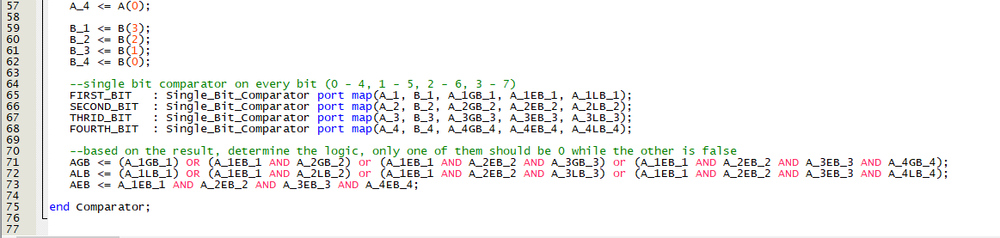 57 A_4 <= A(0);
58
59 B_1 <= B(3);
60 B_2 <= B(2);
61 B_3 <= B(1);
62 B_4 <= B(0);
63
64 --single bit comparator on every bit (0 - 4, 1 - 5, 2 - 6, 3 - 7)
65 FIRST_BIT : Single_Bit_Comparator port map(A_1, B_1, A_1GB_1, A_1EB_1, A_1LB_1);
66 SECOND_BIT : Single_Bit_Comparator port map(A_2, B_2, A_2GB_2, A_2EB_2, A_2LB_2);
67 THRID_BIT : Single_Bit_Comparator port map(A_3, B_3, A_3GB_3, A_3EB_3, A_3LB_3);
68 FOURTH_BIT : Single_Bit_Comparator port map(A_4, B_4, A_4GB_4, A_4EB_4, A_4LB_4);
69
70 --based on the result, determine the logic, only one of them should be 0 while the other is false
71 AGB <= (A_1GB_1) OR (A_1EB_1 AND A_2GB_2) or (A_1EB_1 AND A_2EB_2 AND A_3GB_3) or (A_1EB_1 AND A_2EB_2 AND A_3EB_3 AND A_4GB_4);
72 ALB <= (A_1LB_1) OR (A_1EB_1 AND A_2LB_2) or (A_1EB_1 AND A_2EB_2 AND A_3LB_3) or (A_1EB_1 AND A_2EB_2 AND A_3EB_3 AND A_4LB_4);
73 AEB <= A_1EB_1 AND A_2EB_2 AND A_3EB_3 AND A_4EB_4;
74
75 end Comparator;
76
77